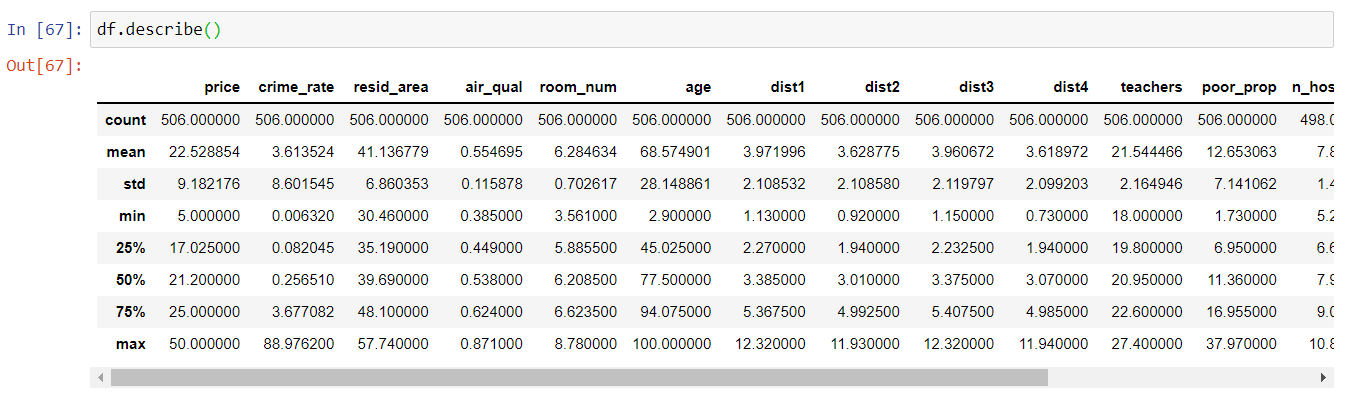 In [67]: df.describe()
Out[67]:
price crime_rate resid_area air_qual room_num age dist1 dist2 dist3 dist4 teachers poor_prop n_hos
count 506.000000 506.000000 506.000000 506.000000 506.000000 506.000000 506.000000 506.000000 506.000000 506.000000 506.000000 506.000000 498.0
mean 22.528854 3.613524 41.136779 0.554695 6.284634 68.574901 3.971996 3.628775 3.960672 3.618972 21.544466 12.653063 7.8
std 9.182176 8.601545 6.860353 0.115878 0.702617 28.148861 2.108532 2.108580 2.119797 2.099203 2.164946 7.141062 1.4
min 5.000000 0.006320 30.460000 0.385000 3.561000 2.900000 1.130000 0.920000 1.150000 0.730000 18.000000 1.730000 5.2
25% 17.025000 0.082045 35.190000 0.449000 5.885500 45.025000 2.270000 1.940000 2.232500 1.940000 19.800000 6.950000 6.6
50% 21.200000 0.256510 39.690000 0.538000 6.208500 77.500000 3.385000 3.010000 3.375000 3.070000 20.950000 11.360000 7.9
75% 25.000000 3.677082 48.100000 0.624000 6.623500 94.075000 5.367500 4.992500 5.407500 4.985000 22.600000 16.955000 9.0
max 50.000000 88.976200 57.740000 0.871000 8.780000 100.000000 12.320000 11.930000 12.320000 11.940000 27.400000 37.970000 10.8